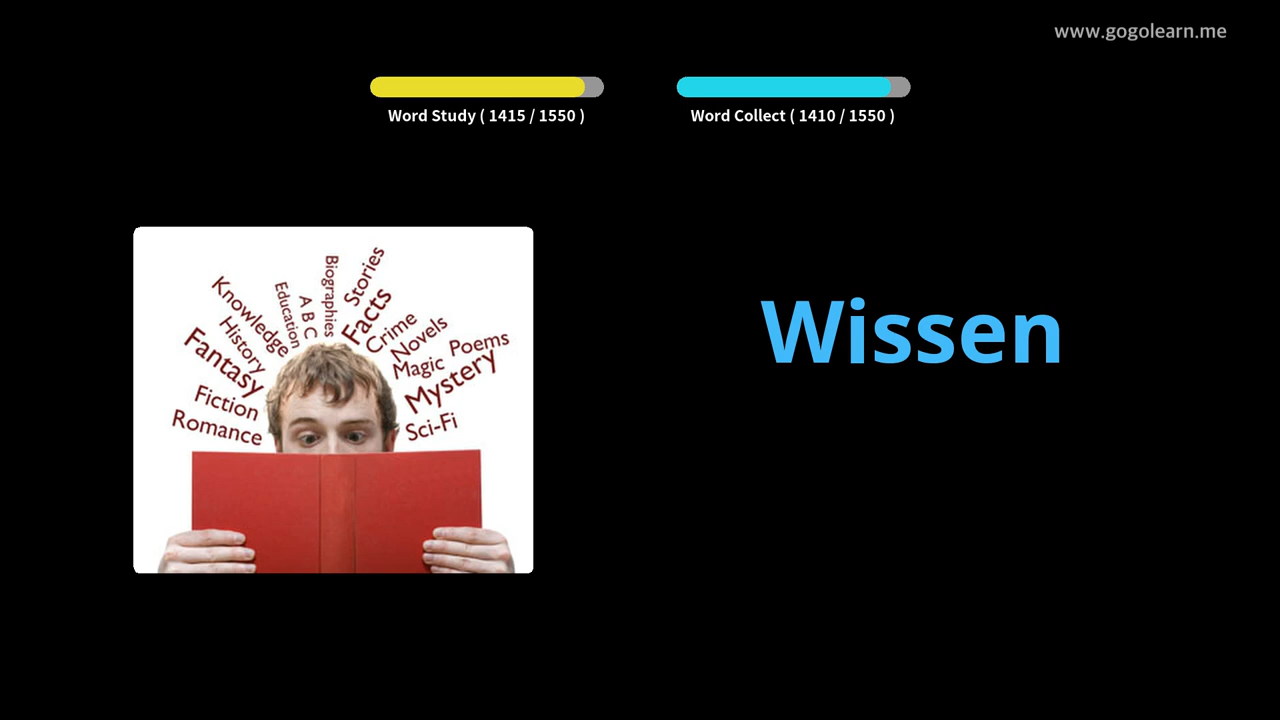 www.gogolearn.me
Word Study ( 1415 / 1550 )
Word Collect ( 1410 / 1550 )
Wissen
Biographies
Stories
Education
A B C
Facts
Knowledge
Crime
History
Novels
Fantasy
Magic
Poems
Mystery
Fiction
Romance
Sci-Fi